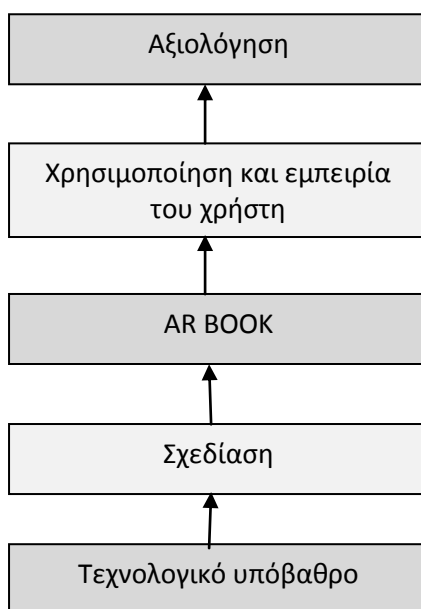 Αξιολόγηση
Χρησιμοποίηση και εμπειρία
του χρήστη
AR BOOK
Σχεδίαση
Τεχνολογικό υπόβαθρο